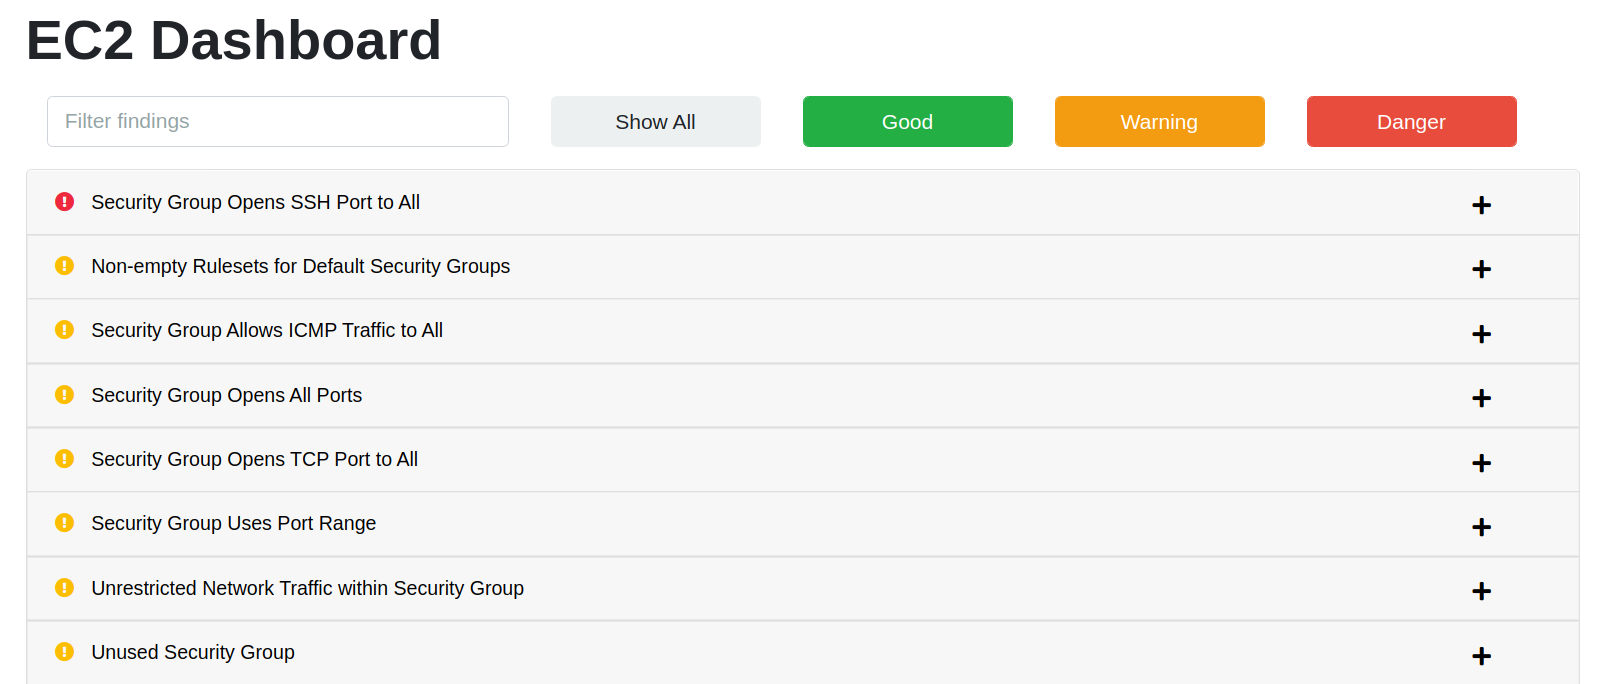 EC2 Dashboard
Filter findings
Show All
Good
Warning
Danger
Security Group Opens SSH Port to All
Non-empty Rulesets for Default Security Groups
Security Group Allows ICMP Traffic to All
Security Group Opens All Ports
Security Group Opens TCP Port to All
Security Group Uses Port Range
Unrestricted Network Traffic within Security Group
Unused Security Group